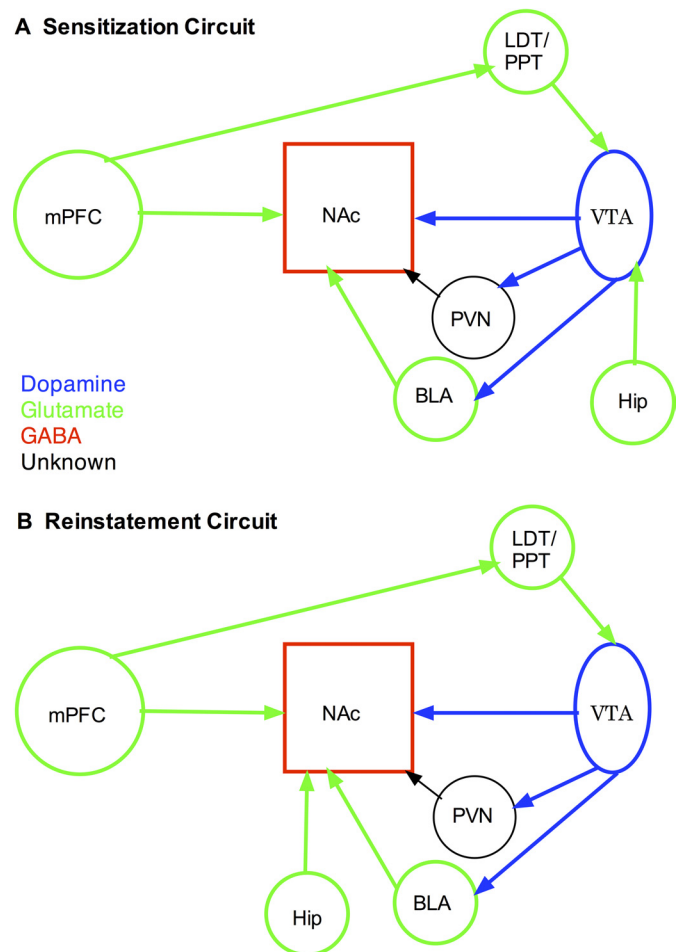 A Sensitization Circuit
LDT/
PPT
mPFC
NAc
VTA
PVN
BLA
Hip
Dopamine
Glutamate
GABA
Unknown
B Reinstatement Circuit
LDT/
PPT
mPFC
NAc
VTA
PVN
BLA
Hip